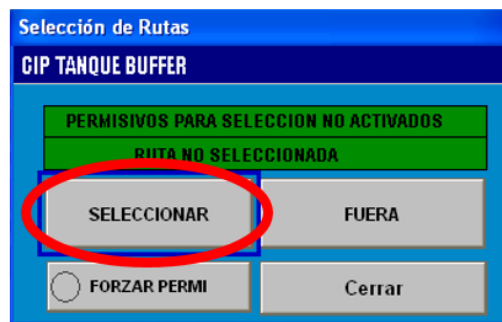 Selección de Rutas
CIP TANQUE BUFFER
PERMISIVOS PARA SELECCION NO ACTIVADOS
RUTA NO SELECCIONADA
SELECCIONAR
FUERA
FORZAR PERMI
Cerrar